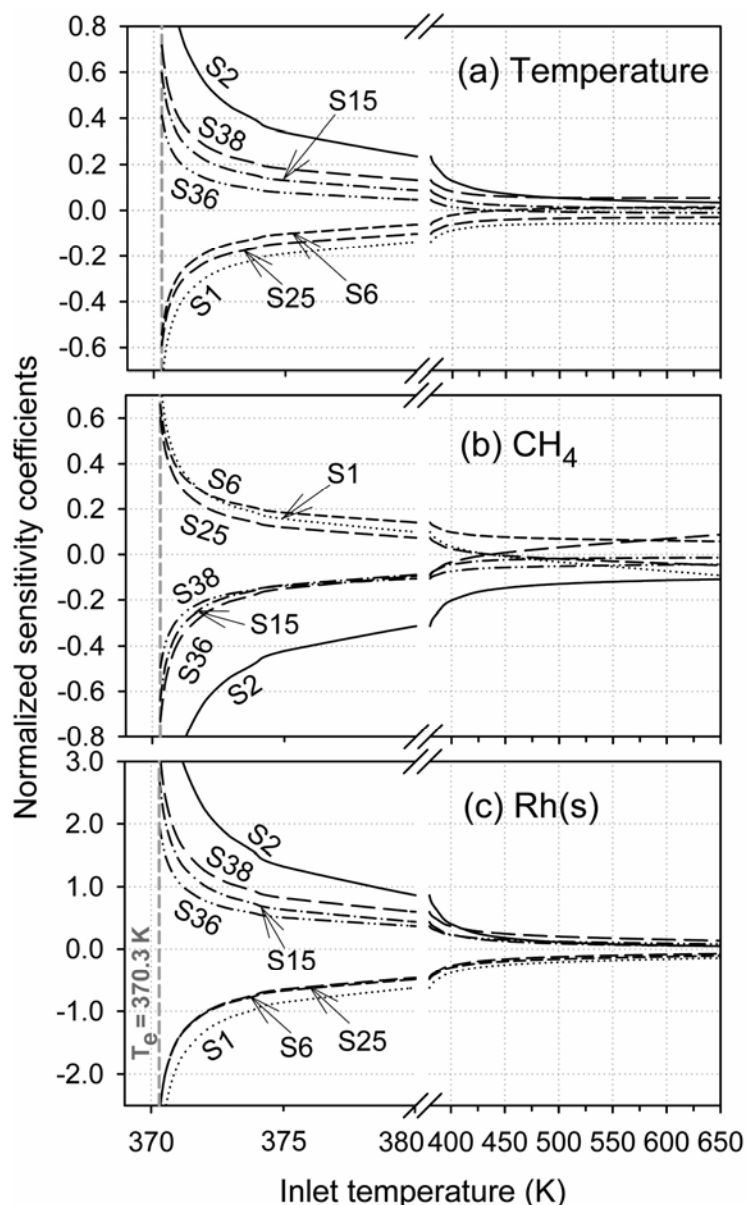 Normalized sensitivity coefficients
0.8
0.6
0.4
0.2
0.0
-0.2
-0.4
-0.6
(a) Temperature
S2
S15
S38
S36
S6
S25
S1
0.6
0.4
0.2
0.0
-0.2
-0.4
-0.6
-0.8
(b) CH4
S6
S1
S25
S38
S15
S36
S2
3.0
2.0
1.0
0.0
-1.0
-2.0
(c) Rh(s)
S2
S38
S36
S15
S1
S6
S25
Te = 370.3 K
370 375 380 400 450 500 550 600 650
Inlet temperature (K)